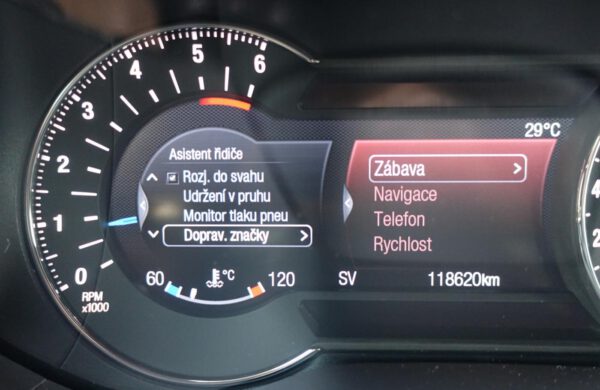 6
5
4
3
2
1
0
RPM
x1000
Asistent řidiče
Rozj. do svahu
Udržení v pruhu
Monitor tlaku pneu
Doprav. značky
60
°C
120
29°C
Zábava
Navigace
Telefon
Rychlost
SV
118620km